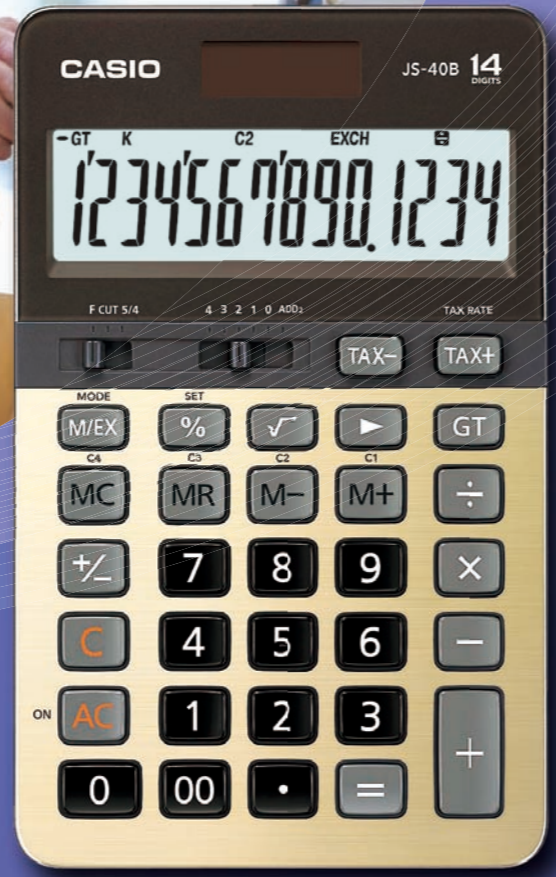 CASIO JS-40B 14 DIGITS
GT K C2 EXCH
1'234'567'890.1234
F CUT 5/4 4 3 2 1 0 ADD₂ TAX RATE
TAX− TAX+
MODE SET
M/EX % √ ▶ GT
C4 C3 C2 C1
MC MR M− M+ ÷
+/− 7 8 9 ×
C 4 5 6 −
ON AC 1 2 3 +
0 00 · =